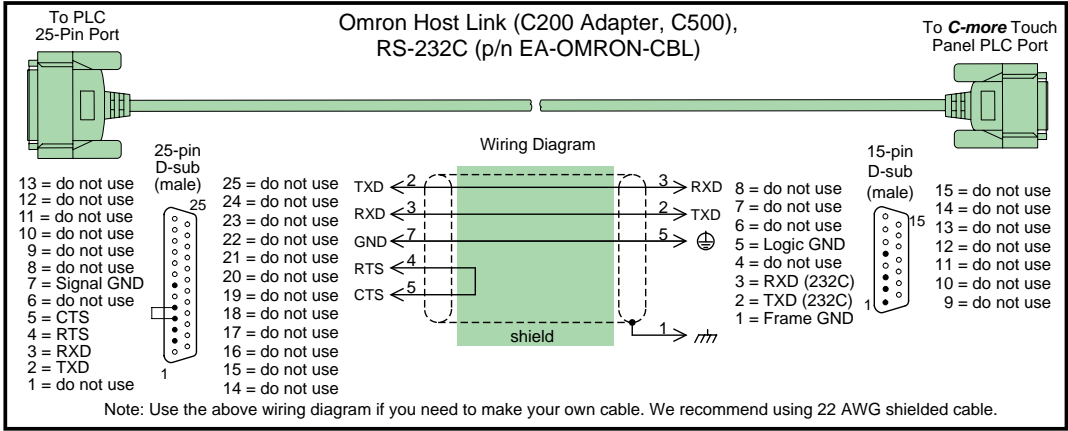 To PLC
25-Pin Port
Omron Host Link (C200 Adapter, C500),
RS-232C (p/n EA-OMRON-CBL)
To C-more Touch
Panel PLC Port
Wiring Diagram
25-pin
D-sub
(male)
25
1
13 = do not use
12 = do not use
11 = do not use
10 = do not use
9 = do not use
8 = do not use
7 = Signal GND
6 = do not use
5 = CTS
4 = RTS
3 = RXD
2 = TXD
1 = do not use
25 = do not use
24 = do not use
23 = do not use
22 = do not use
21 = do not use
20 = do not use
19 = do not use
18 = do not use
17 = do not use
16 = do not use
15 = do not use
14 = do not use
TXD 2 3 RXD
RXD 3 2 TXD
GND 7 5
RTS 4
CTS 5
1
shield
8 = do not use
7 = do not use
6 = do not use
5 = Logic GND
4 = do not use
3 = RXD (232C)
2 = TXD (232C)
1 = Frame GND
15-pin
D-sub
(male)
15
1
15 = do not use
14 = do not use
13 = do not use
12 = do not use
11 = do not use
10 = do not use
9 = do not use
Note: Use the above wiring diagram if you need to make your own cable. We recommend using 22 AWG shielded cable.